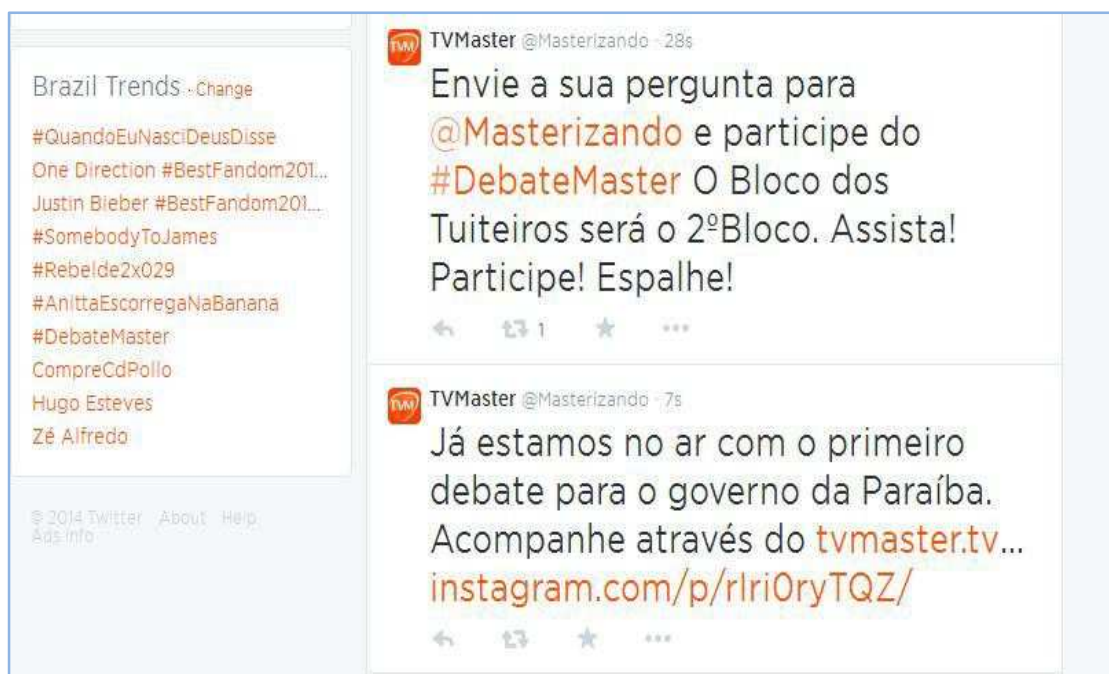 Brazil Trends · Change
#QuandoEuNasciDeusDisse
One Direction #BestFandom201...
Justin Bieber #BestFandom201...
#SomebodyToJames
#Rebelde2x029
#AnittaEscorregaNaBanana
#DebateMaster
CompreCdPollo
Hugo Esteves
Zé Alfredo
© 2014 Twitter About Help
Ads info
TVM
TVMaster @Masterizando · 28s
Envie a sua pergunta para
@Masterizando e participe do
#DebateMaster O Bloco dos
Tuiteiros será o 2ºBloco. Assista!
Participe! Espalhe!
1
TVM
TVMaster @Masterizando · 7s
Já estamos no ar com o primeiro
debate para o governo da Paraíba.
Acompanhe através do tvmaster.tv...
instagram.com/p/rIri0ryTQZ/